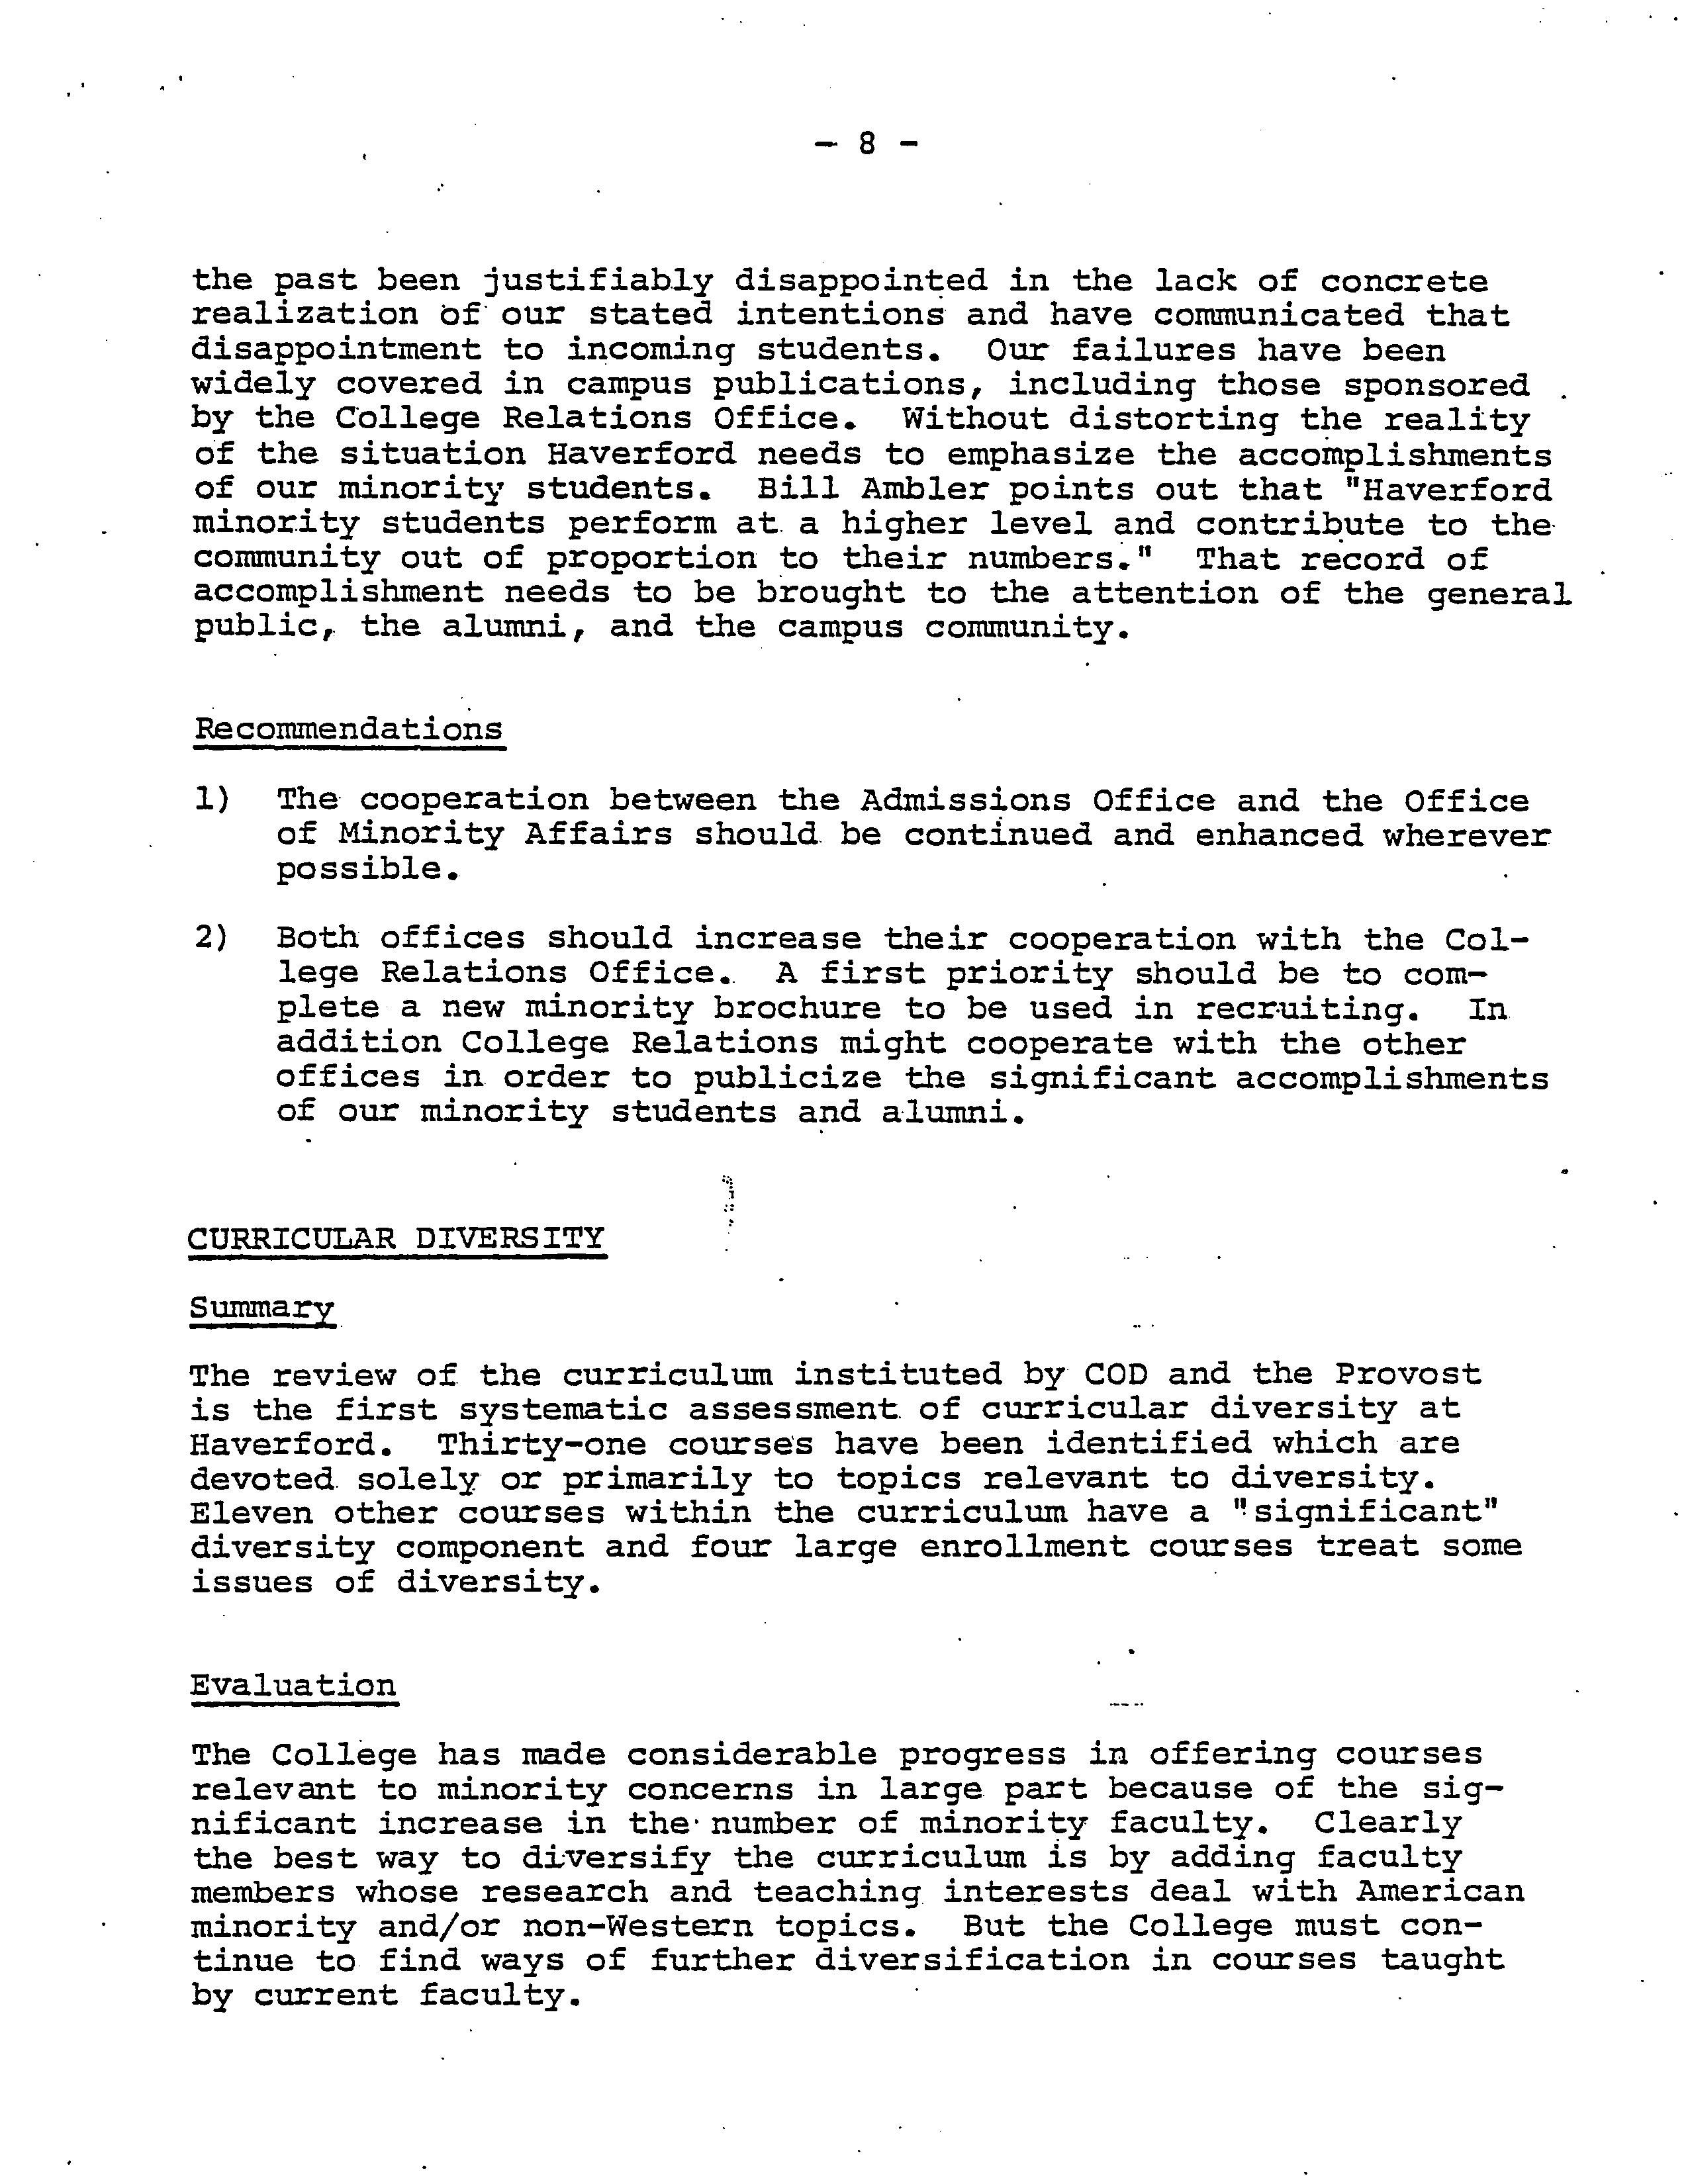 - 8 -
the past been justifiably disappointed in the lack of concrete
realization of our stated intentions and have communicated that
disappointment to incoming students. Our failures have been
widely covered in campus publications, including those sponsored
by the College Relations Office. Without distorting the reality
of the situation Haverford needs to emphasize the accomplishments
of our minority students. Bill Ambler points out that "Haverford
minority students perform at a higher level and contribute to the
community out of proportion to their numbers." That record of
accomplishment needs to be brought to the attention of the general
public, the alumni, and the campus community.
Recommendations
1) The cooperation between the Admissions Office and the Office
of Minority Affairs should be continued and enhanced wherever
possible.
2) Both offices should increase their cooperation with the Col-
lege Relations Office. A first priority should be to com-
plete a new minority brochure to be used in recruiting. In
addition College Relations might cooperate with the other
offices in order to publicize the significant accomplishments
of our minority students and alumni.
CURRICULAR DIVERSITY
Summary
The review of the curriculum instituted by COD and the Provost
is the first systematic assessment of curricular diversity at
Haverford. Thirty-one courses have been identified which are
devoted solely or primarily to topics relevant to diversity.
Eleven other courses within the curriculum have a "significant"
diversity component and four large enrollment courses treat some
issues of diversity.
Evaluation
The College has made considerable progress in offering courses
relevant to minority concerns in large part because of the sig-
nificant increase in the number of minority faculty. Clearly
the best way to diversify the curriculum is by adding faculty
members whose research and teaching interests deal with American
minority and/or non-Western topics. But the College must con-
tinue to find ways of further diversification in courses taught
by current faculty.